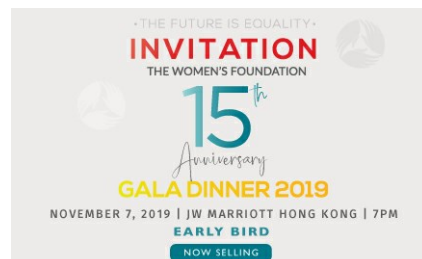 •THE FUTURE IS EQUALITY•
INVITATION
THE WOMEN'S FOUNDATION
15th
Anniversary
GALA DINNER 2019
NOVEMBER 7, 2019 | JW MARRIOTT HONG KONG | 7PM
EARLY BIRD
NOW SELLING